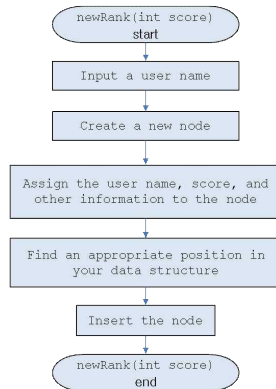 newRank(int score)
start
Input a user name
Create a new node
Assign the user name, score, and
other information to the node
Find an appropriate position in
your data structure
Insert the node
newRank(int score)
end